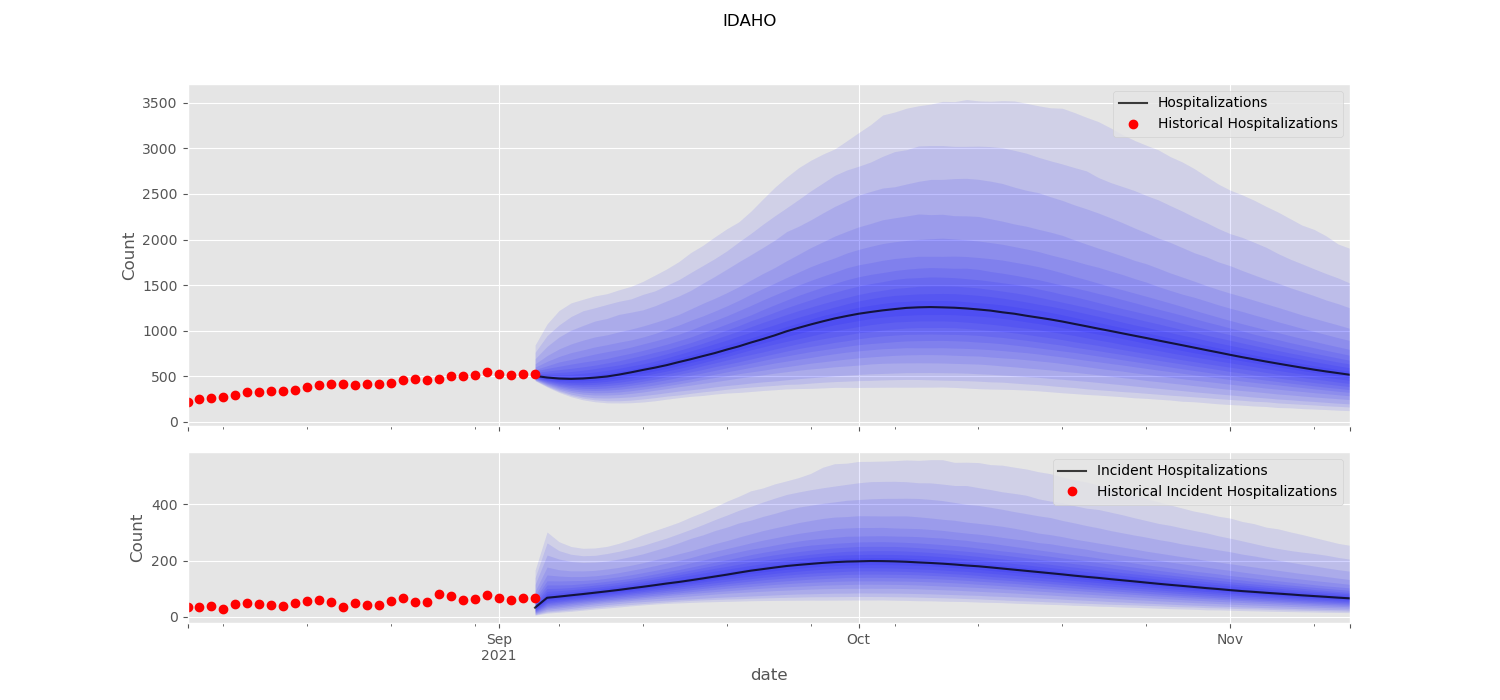 IDAHO
Hospitalizations
Historical Hospitalizations
3500
3000
2500
2000
1500
1000
500
0
Count
Incident Hospitalizations
Historical Incident Hospitalizations
400
200
0
Count
Sep
2021
Oct
Nov
date